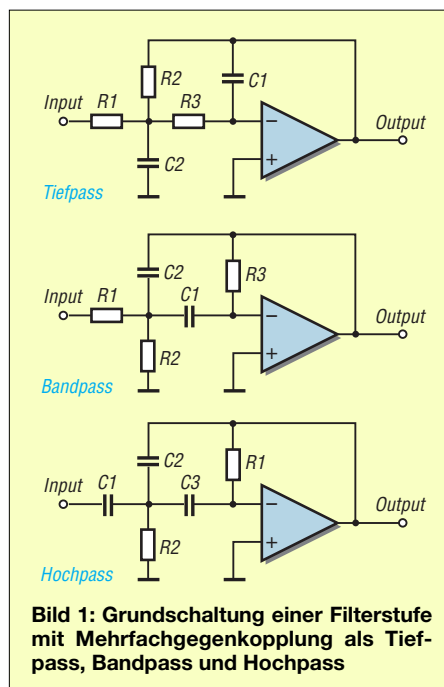 C1
R2
Input R1 R3 Output
C2
Tiefpass
C2 R3
Input R1 C1 Output
R2
Bandpass
C2 R1
Input C1 C3 Output
R2
Hochpass
Bild 1: Grundschaltung einer Filterstufe
mit Mehrfachgegenkopplung als Tief-
pass, Bandpass und Hochpass